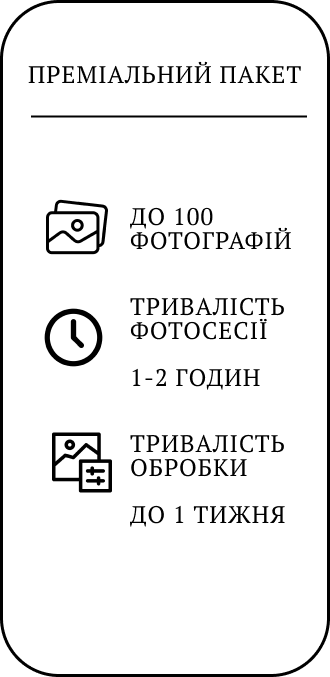 ПРЕМІАЛЬНИЙ ПАКЕТ
ДО 100
ФОТОГРАФІЙ
ТРИВАЛІСТЬ
ФОТОСЕСІЇ
1-2 ГОДИН
ТРИВАЛІСТЬ
ОБРОБКИ
ДО 1 ТИЖНЯ